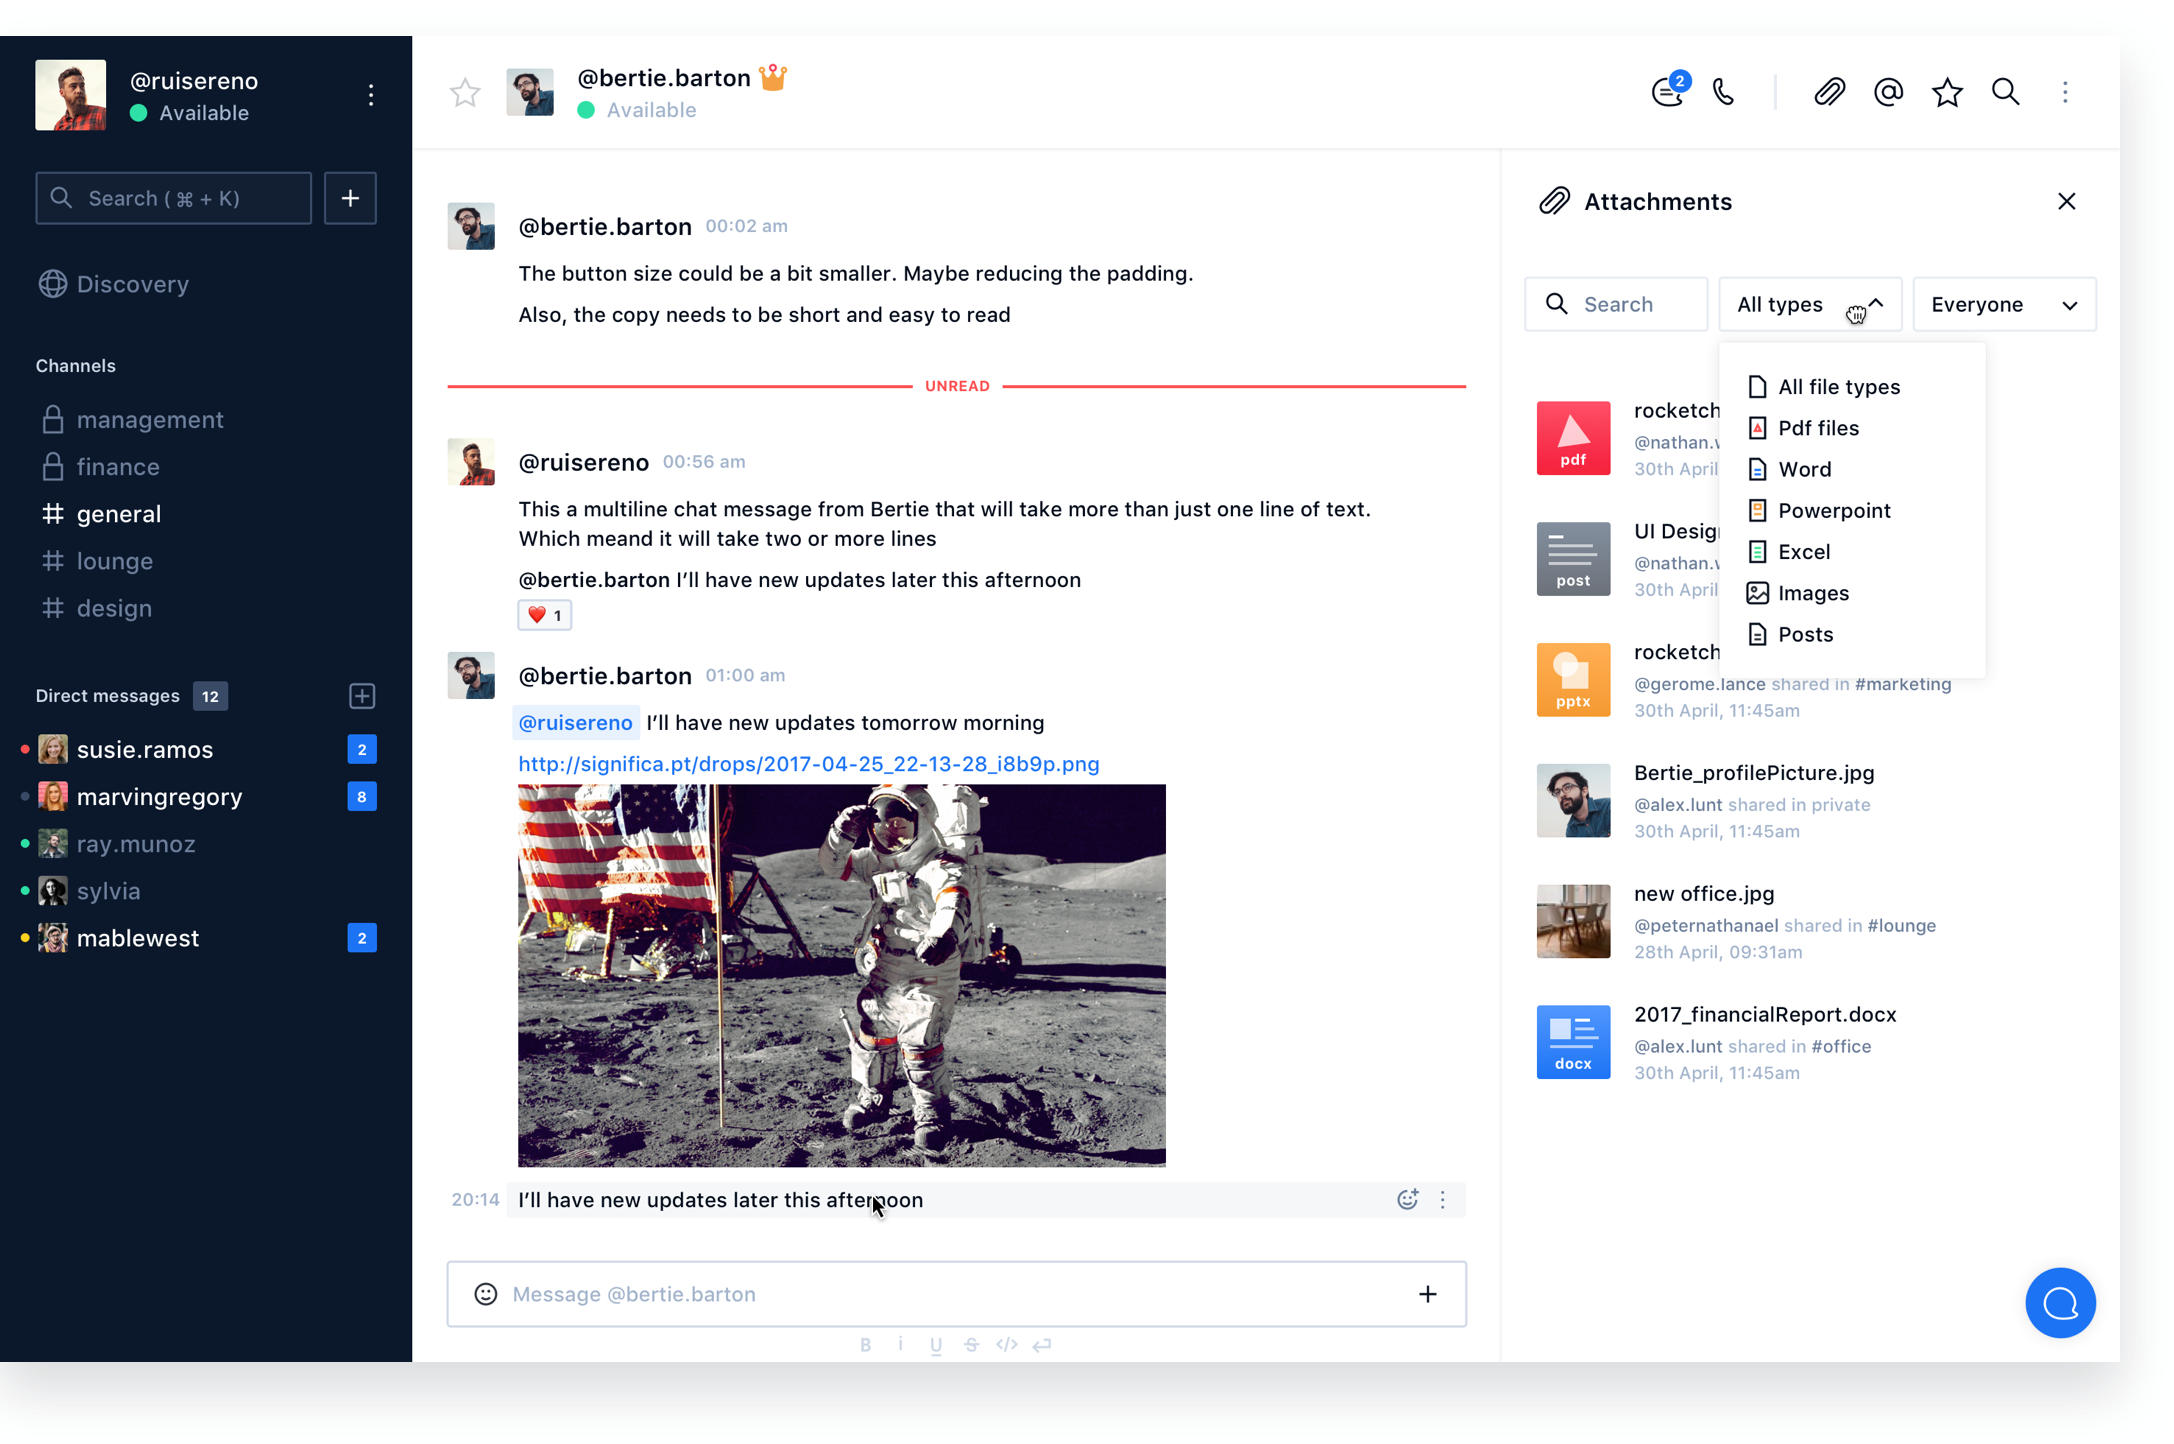 @ruisereno
Available
Search ( ⌘ + K)
Discovery
Channels
management
finance
general
lounge
design
Direct messages 12
susie.ramos 2
marvingregory 8
ray.munoz
sylvia
mablewest 2
@bertie.barton
Available
2
@bertie.barton 00:02 am
The button size could be a bit smaller. Maybe reducing the padding.
Also, the copy needs to be short and easy to read
UNREAD
@ruisereno 00:56 am
This a multiline chat message from Bertie that will take more than just one line of text.
Which meand it will take two or more lines
@bertie.barton I’ll have new updates later this afternoon
1
@bertie.barton 01:00 am
@ruisereno I’ll have new updates tomorrow morning
http://significa.pt/drops/2017-04-25_22-13-28_i8b9p.png
20:14 I’ll have new updates later this afternoon
Message @bertie.barton
B i U S </>
Attachments
Search
All types
Everyone
All file types
Pdf files
Word
Powerpoint
Excel
Images
Posts
pdf
rocketch
@nathan.
30th April
post
UI Desig
@nathan.
30th April
pptx
rocketch
@gerome.lance shared in #marketing
30th April, 11:45am
Bertie_profilePicture.jpg
@alex.lunt shared in private
30th April, 11:45am
new office.jpg
@peternathanael shared in #lounge
28th April, 09:31am
docx
2017_financialReport.docx
@alex.lunt shared in #office
30th April, 11:45am